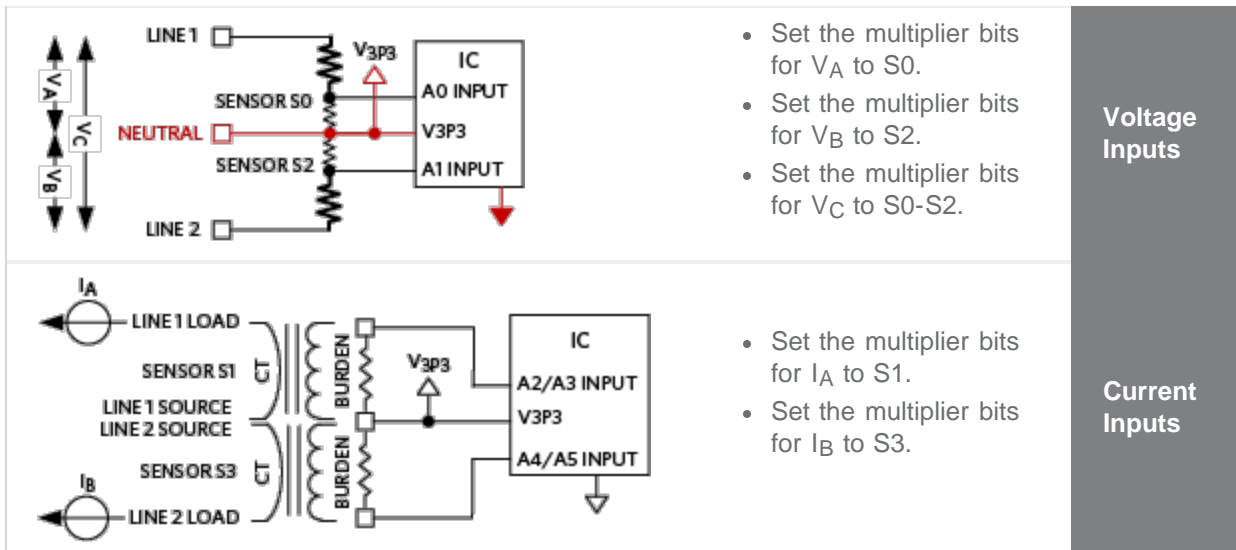 LINE 1
V3P3
IC
A0 INPUT
SENSOR S0
VA
VC
NEUTRAL
V3P3
SENSOR S2
A1 INPUT
VB
LINE 2
• Set the multiplier bits
for VA to S0.
• Set the multiplier bits
for VB to S2.
• Set the multiplier bits
for VC to S0-S2.
Voltage
Inputs
IA
LINE 1 LOAD
SENSOR S1
CT
BURDEN
LINE 1 SOURCE
LINE 2 SOURCE
SENSOR S3
CT
BURDEN
IB
LINE 2 LOAD
V3P3
IC
A2/A3 INPUT
V3P3
A4/A5 INPUT
• Set the multiplier bits
for IA to S1.
• Set the multiplier bits
for IB to S3.
Current
Inputs